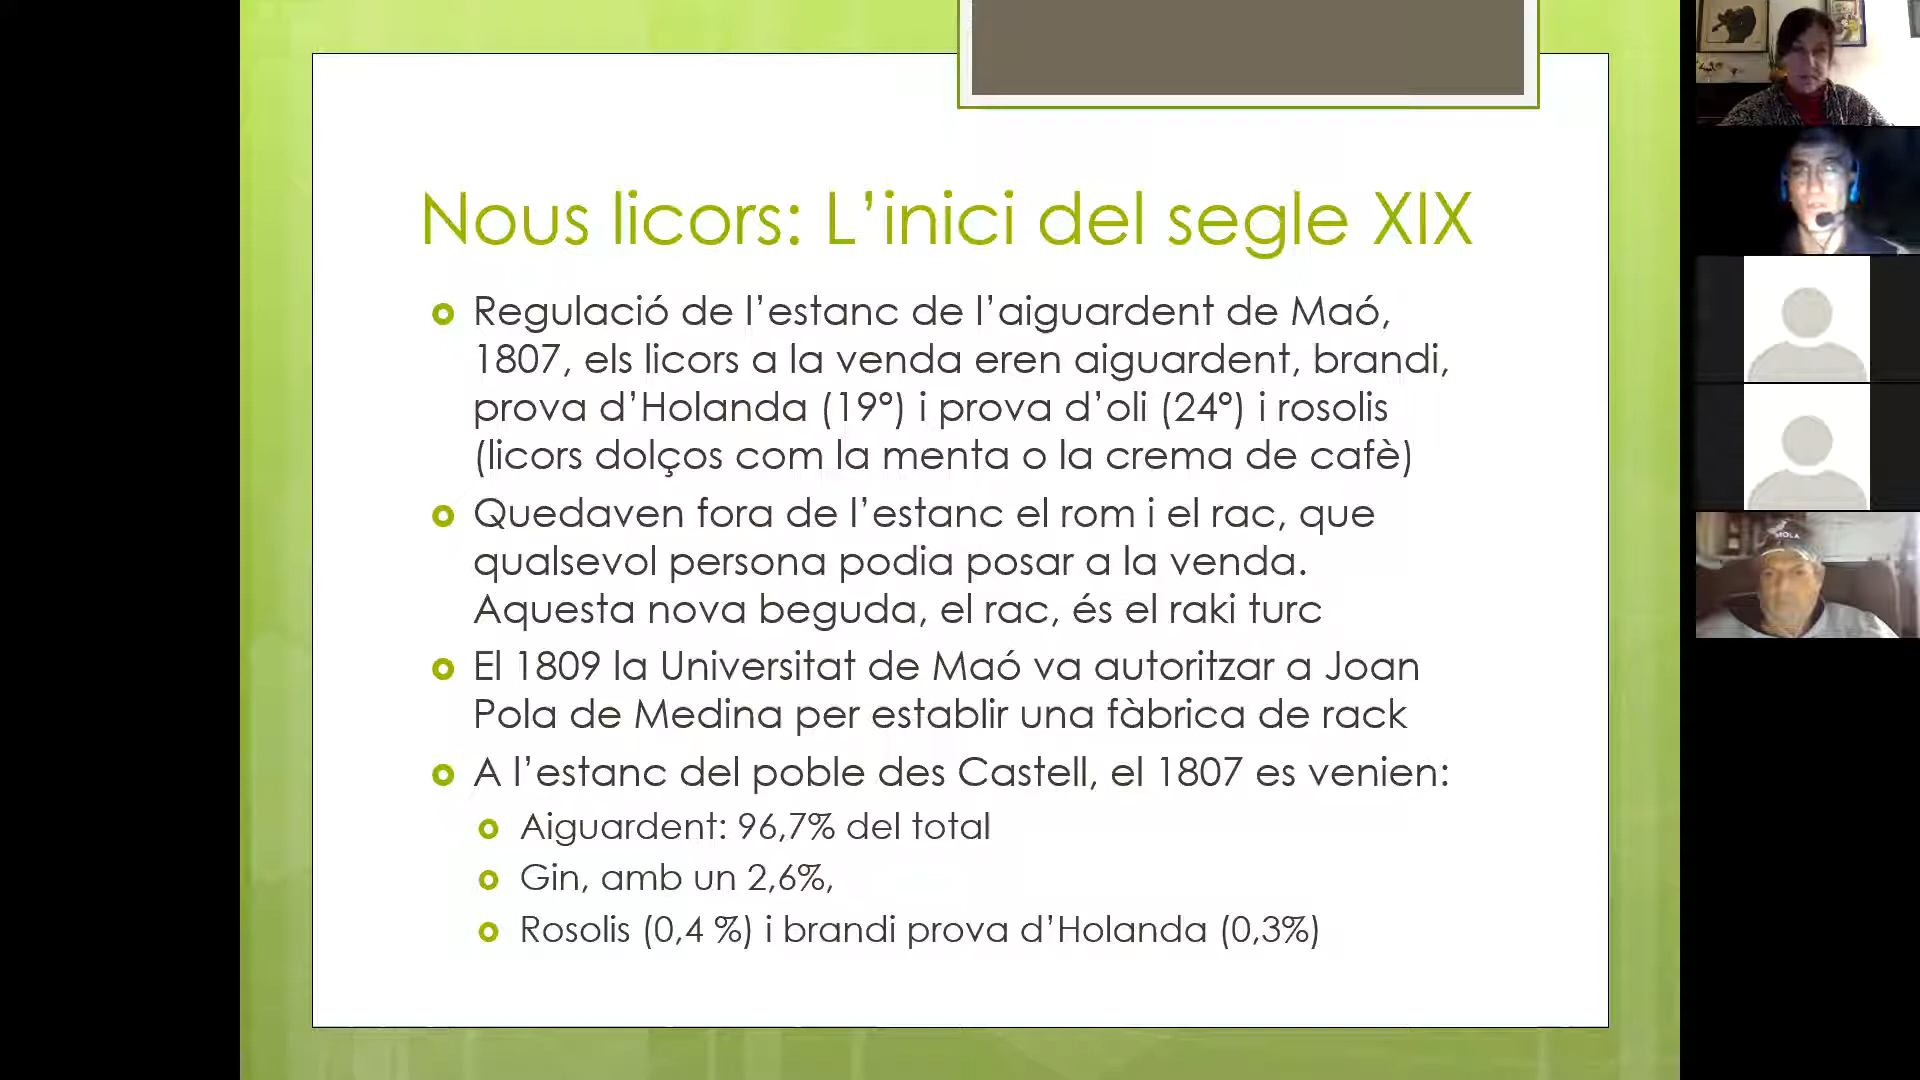 Nous licors: L’inici del segle XIX
Regulació de l’estanc de l’aiguardent de Maó,
1807, els licors a la venda eren aiguardent, brandi,
prova d’Holanda (19º) i prova d’oli (24º) i rosolis
(licors dolços com la menta o la crema de cafè)
Quedaven fora de l’estanc el rom i el rac, que
qualsevol persona podia posar a la venda.
Aquesta nova beguda, el rac, és el raki turc
El 1809 la Universitat de Maó va autoritzar a Joan
Pola de Medina per establir una fàbrica de rack
A l’estanc del poble des Castell, el 1807 es venien:
Aiguardent: 96,7% del total
Gin, amb un 2,6%,
Rosolis (0,4 %) i brandi prova d’Holanda (0,3%)